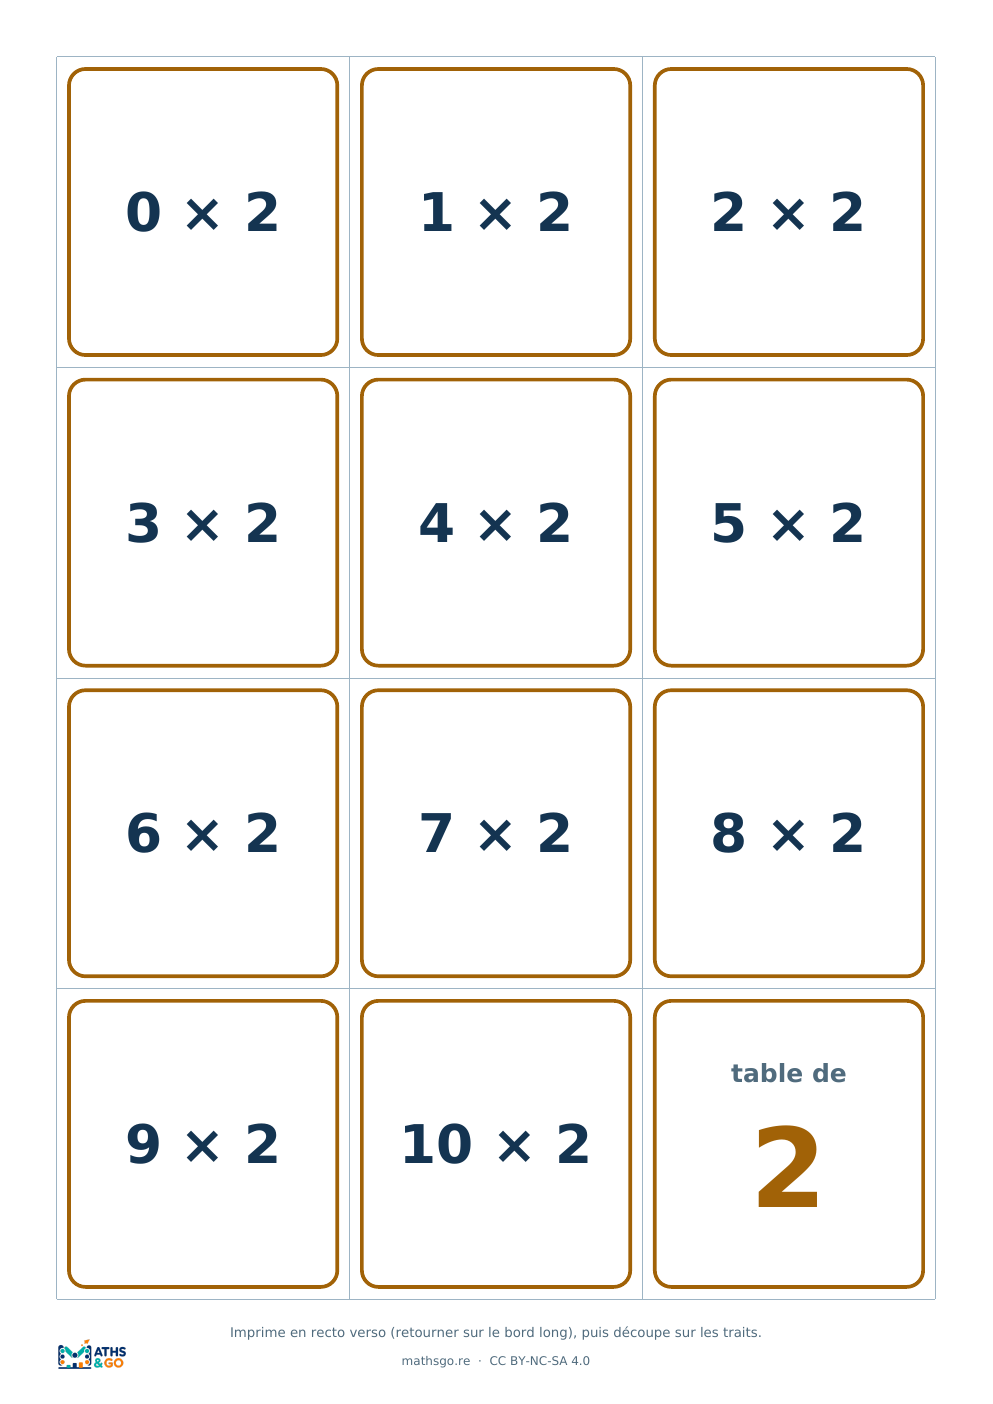 0 × 2
1 × 2
2 × 2
3 × 2
4 × 2
5 × 2
6 × 2
7 × 2
8 × 2
9 × 2
10 × 2
table de
2
Imprime en recto verso (retourner sur le bord long), puis découpe sur les traits.
MATHS
&GO
mathsgo.re · CC BY-NC-SA 4.0